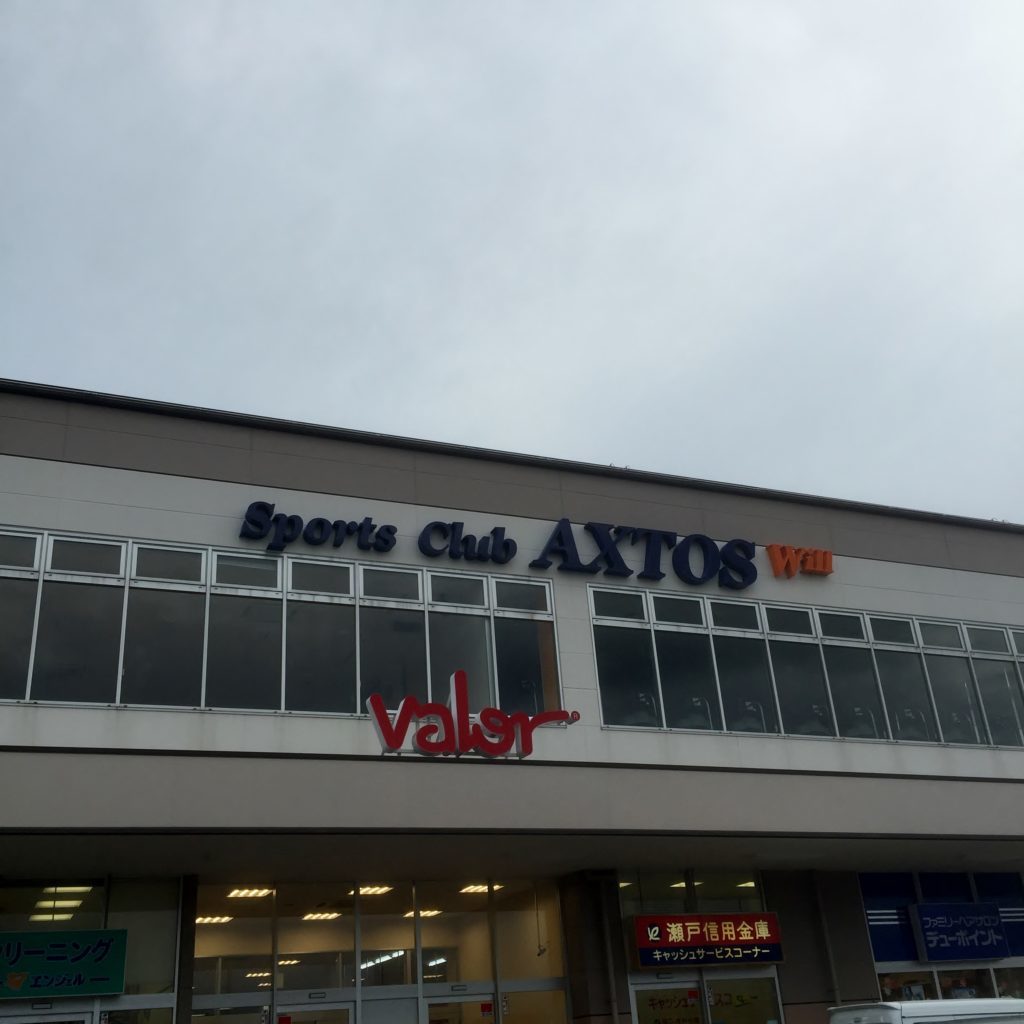 Sports Club AXTOS Will
valor®
クリーニング
エンジェル
瀬戸信用金庫
キャッシュサービスコーナー
ファミリーヘアサロン
デューポイント